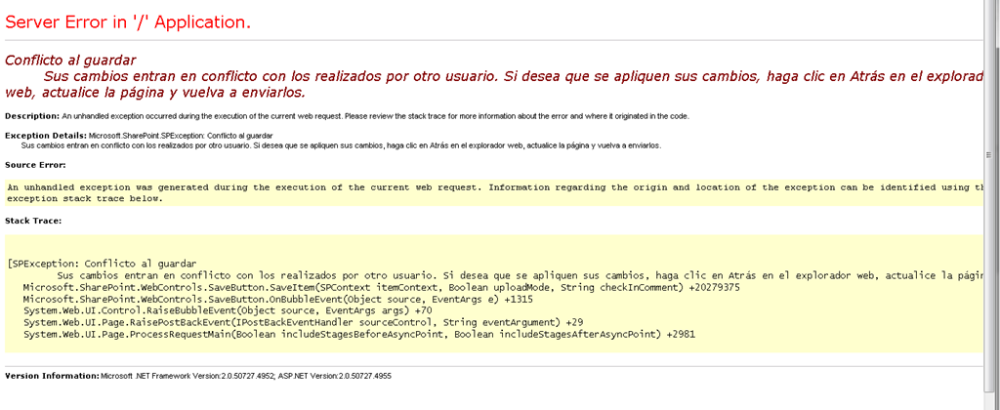 Server Error in '/' Application.
Conflicto al guardar
Sus cambios entran en conflicto con los realizados por otro usuario. Si desea que se apliquen sus cambios, haga clic en Atrás en el explorad
web, actualice la página y vuelva a enviarlos.
Description: An unhandled exception occurred during the execution of the current web request. Please review the stack trace for more information about the error and where it originated in the code.
Exception Details: Microsoft.SharePoint.SPException: Conflicto al guardar
Sus cambios entran en conflicto con los realizados por otro usuario. Si desea que se apliquen sus cambios, haga clic en Atrás en el explorador web, actualice la página y vuelva a enviarlos.
Source Error:
An unhandled exception was generated during the execution of the current web request. Information regarding the origin and location of the exception can be identified using th
exception stack trace below.
Stack Trace:
[SPException: Conflicto al guardar
Sus cambios entran en conflicto con los realizados por otro usuario. Si desea que se apliquen sus cambios, haga clic en Atrás en el explorador web, actualice la págin
Microsoft.SharePoint.WebControls.SaveButton.SaveItem(SPContext itemContext, Boolean uploadMode, String checkInComment) +20279375
Microsoft.SharePoint.WebControls.SaveButton.OnBubbleEvent(Object source, EventArgs e) +1315
System.Web.UI.Control.RaiseBubbleEvent(Object source, EventArgs args) +70
System.Web.UI.Page.RaisePostBackEvent(IPostBackEventHandler sourceControl, String eventArgument) +29
System.Web.UI.Page.ProcessRequestMain(Boolean includeStagesBeforeAsyncPoint, Boolean includeStagesAfterAsyncPoint) +2981
Version Information: Microsoft .NET Framework Version:2.0.50727.4952; ASP.NET Version:2.0.50727.4955